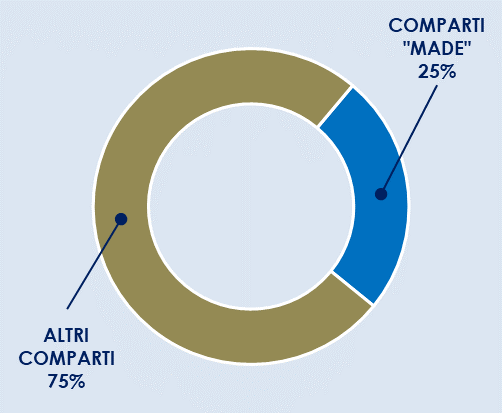 COMPARTI
"MADE"
25%
ALTRI
COMPARTI
75%